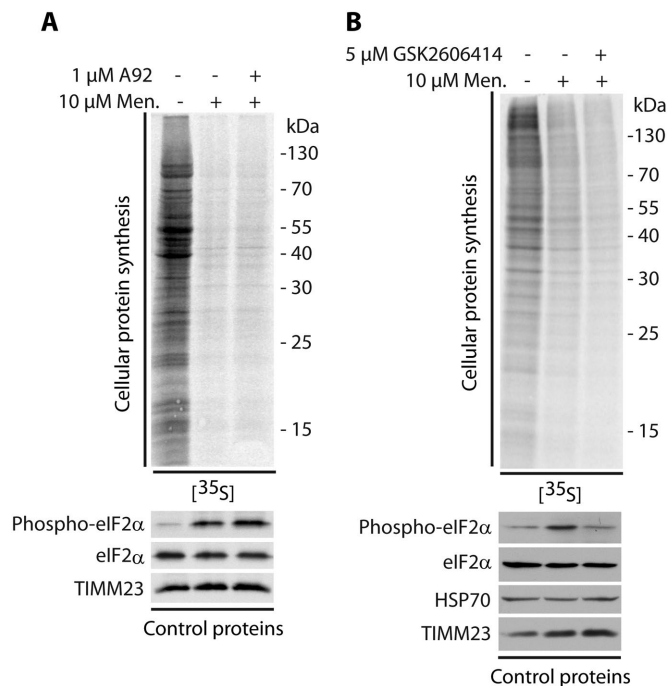 A
1 µM A92 - - +
10 µM Men. - + +
kDa
-130
- 70
- 55
- 40
- 30
- 25
- 15
Cellular protein synthesis
[35S]
Phospho-eIF2α
eIF2α
TIMM23
Control proteins
B
5 µM GSK2606414 - - +
10 µM Men. - + +
kDa
-130
- 70
- 55
- 40
- 30
- 25
- 15
Cellular protein synthesis
[35S]
Phospho-eIF2α
eIF2α
HSP70
TIMM23
Control proteins